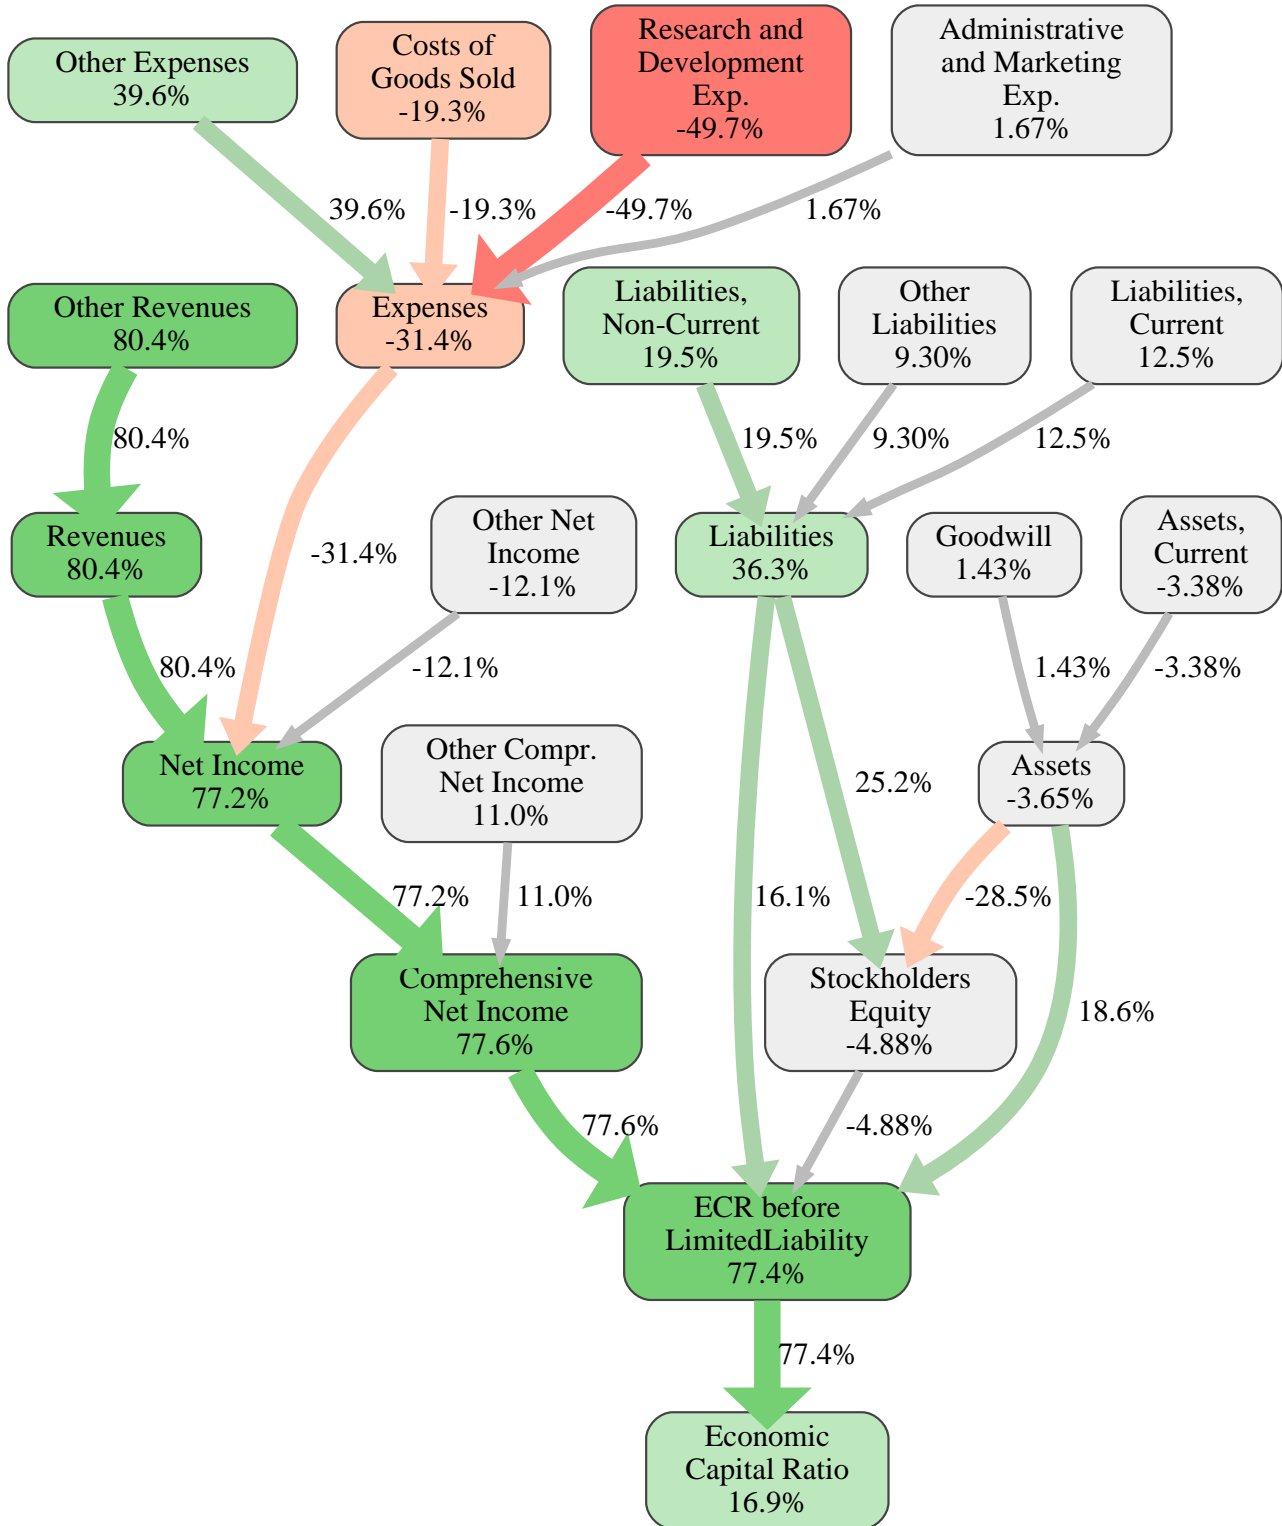 Other Expenses
39.6%
Costs of
Goods Sold
-19.3%
Research and
Development
Exp.
-49.7%
Administrative
and Marketing
Exp.
1.67%
39.6%
-19.3%
-49.7%
1.67%
Other Revenues
80.4%
Expenses
-31.4%
Liabilities,
Non-Current
19.5%
Other
Liabilities
9.30%
Liabilities,
Current
12.5%
80.4%
19.5%
9.30%
12.5%
Revenues
80.4%
-31.4%
Other Net
Income
-12.1%
Liabilities
36.3%
Goodwill
1.43%
Assets,
Current
-3.38%
80.4%
-12.1%
1.43%
-3.38%
Net Income
77.2%
Other Compr.
Net Income
11.0%
25.2%
Assets
-3.65%
77.2%
11.0%
16.1%
-28.5%
Comprehensive
Net Income
77.6%
Stockholders
Equity
-4.88%
18.6%
77.6%
-4.88%
ECR before
LimitedLiability
77.4%
77.4%
Economic
Capital Ratio
16.9%